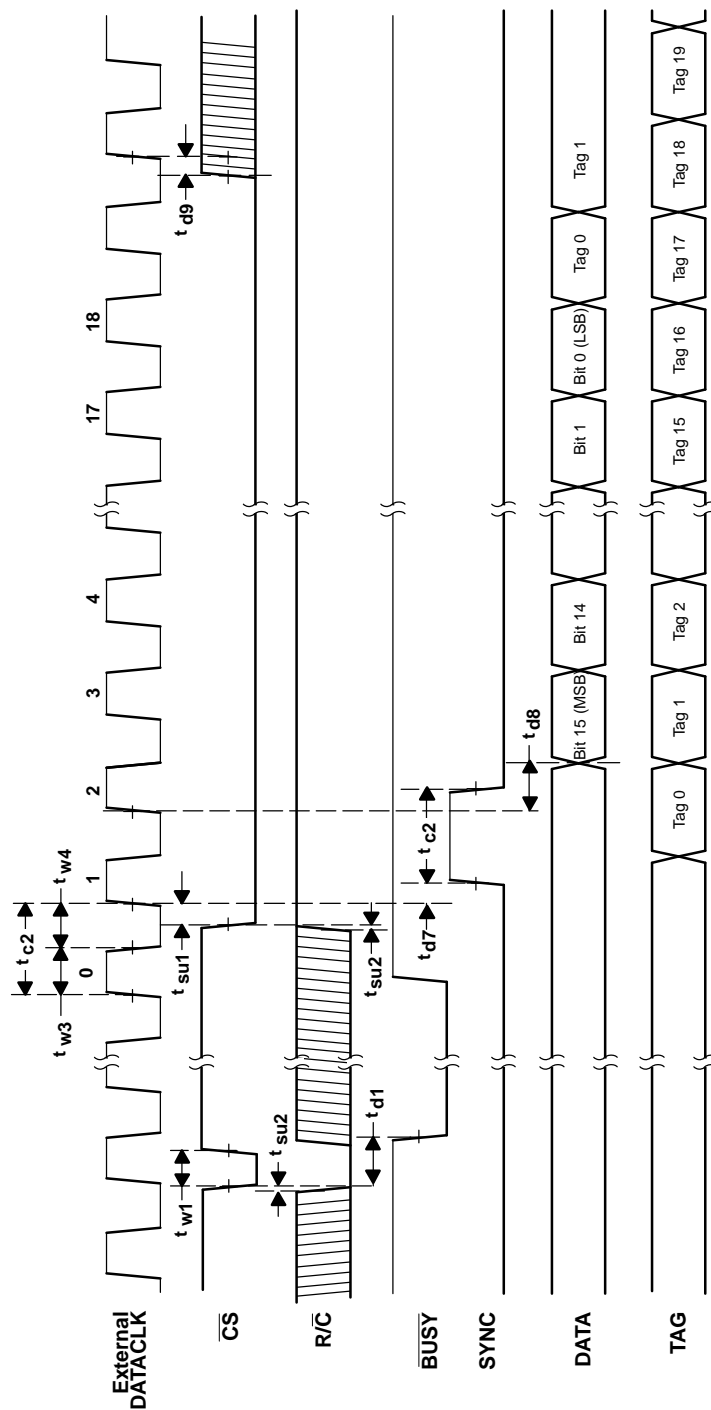 t c2
t w3
t w4
External
DATACLK
0
1
2
3
4
17
18
t w1
t su1
t d9
CS
t su2
R/C
t su2
t d1
BUSY
t d7
t c2
SYNC
t d8
DATA
Bit 15 (MSB)
Bit 14
Bit 1
Bit 0 (LSB)
Tag 0
Tag 1
TAG
Tag 0
Tag 1
Tag 2
Tag 15
Tag 16
Tag 17
Tag 18
Tag 19